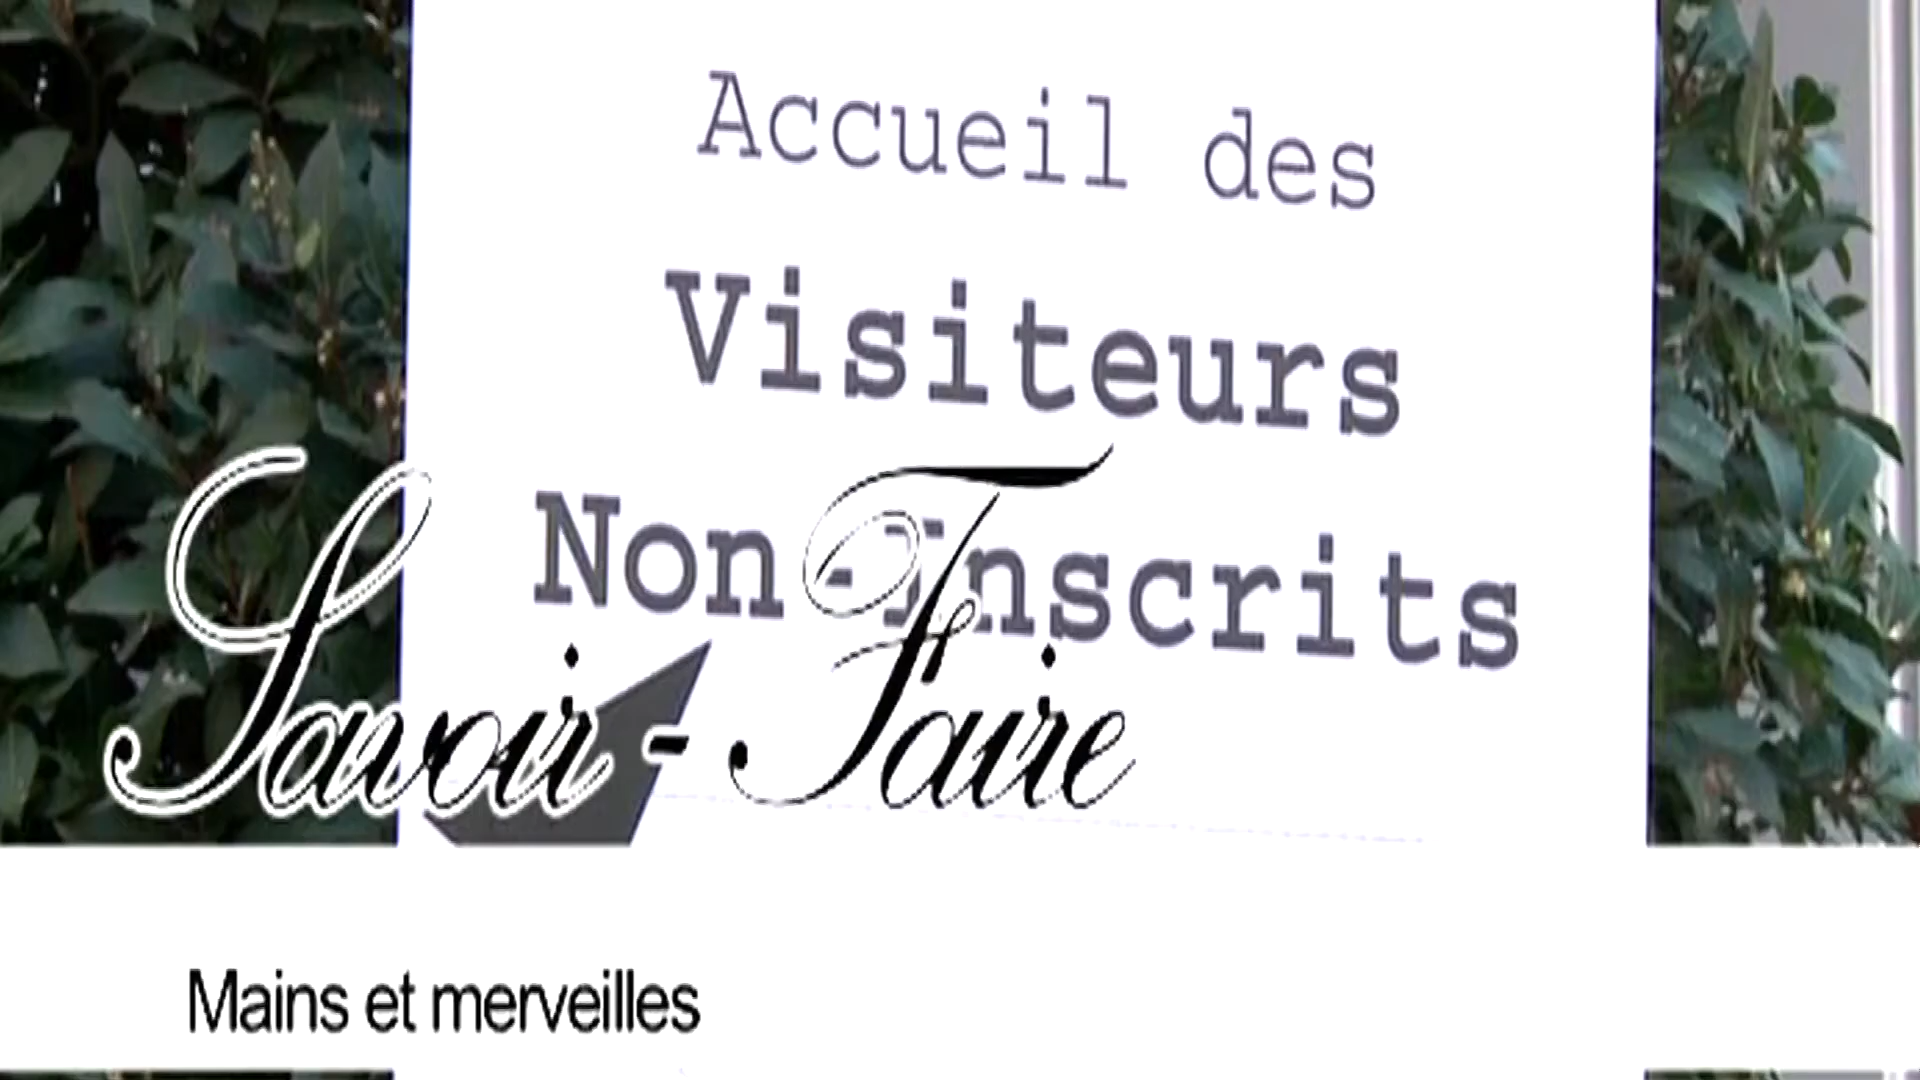 Accueil des
Visiteurs
Non-Inscrits
Savoir-Faire
Mains et merveilles